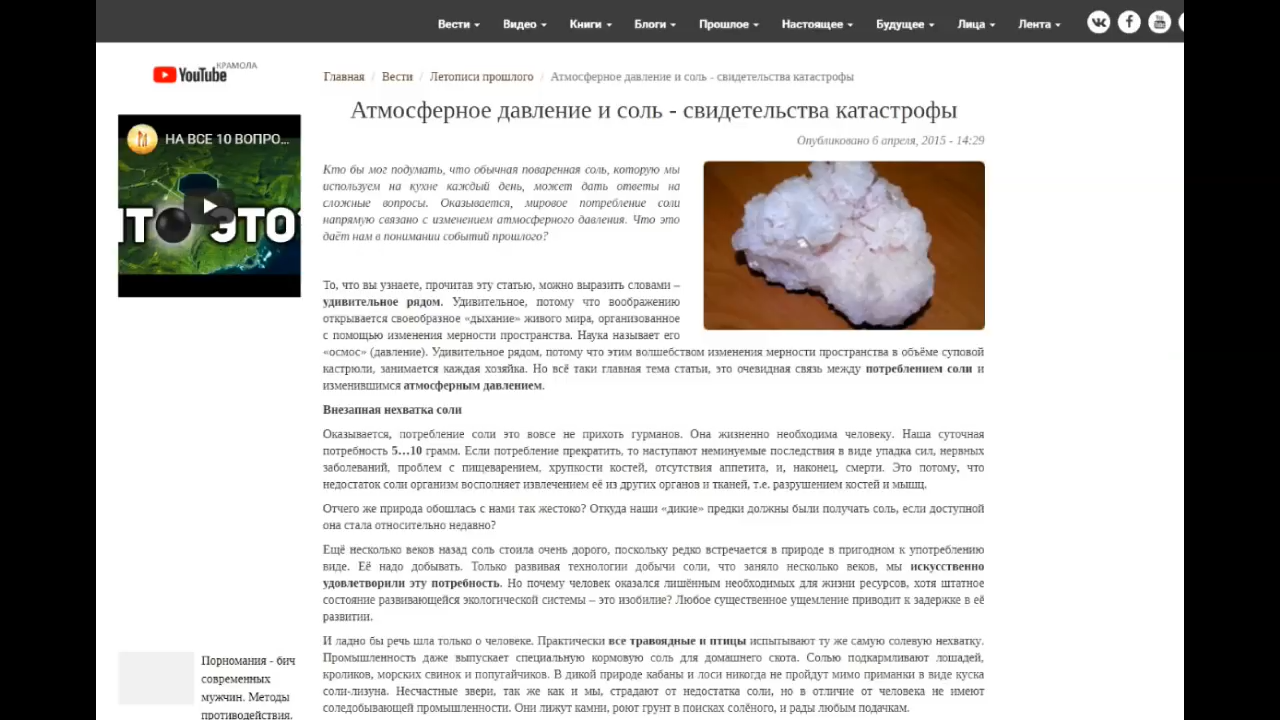 Вести Видео Книги Блоги Прошлое Настоящее Будущее Лица Лента
YouTube КРАМОЛА
НА ВСЕ 10 ВОПРО...
ЭТО
Главная / Вести / Летописи прошлого / Атмосферное давление и соль - свидетельства катастрофы
Атмосферное давление и соль - свидетельства катастрофы
Опубликовано 6 апреля, 2015 - 14:29
Кто бы мог подумать, что обычная поваренная соль, которую мы
используем на кухне каждый день, может дать ответы на
сложные вопросы. Оказывается, мировое потребление соли
напрямую связано с изменением атмосферного давления. Что это
даёт нам в понимании событий прошлого?
То, что вы узнаете, прочитав эту статью, можно выразить словами –
удивительное рядом. Удивительное, потому что воображению
открывается своеобразное «дыхание» живого мира, организованное
с помощью изменения мерности пространства. Наука называет его
«осмос» (давление). Удивительное рядом, потому что этим волшебством изменения мерности пространства в объёме суповой
кастрюли, занимается каждая хозяйка. Но всё таки главная тема статьи, это очевидная связь между потреблением соли и
изменившимся атмосферным давлением.
Внезапная нехватка соли
Оказывается, потребление соли это вовсе не прихоть гурманов. Она жизненно необходима человеку. Наша суточная
потребность 5…10 грамм. Если потребление прекратить, то наступают неминуемые последствия в виде упадка сил, нервных
заболеваний, проблем с пищеварением, хрупкости костей, отсутствия аппетита, и, наконец, смерти. Это потому, что
недостаток соли организм восполняет извлечением её из других органов и тканей, т.е. разрушением костей и мышц.
Отчего же природа обошлась с нами так жестоко? Откуда наши «дикие» предки должны были получать соль, если доступной
она стала относительно недавно?
Ещё несколько веков назад соль стоила очень дорого, поскольку редко встречается в природе в пригодном к употреблению
виде. Её надо добывать. Только развивая технологии добычи соли, что заняло несколько веков, мы искусственно
удовлетворили эту потребность. Но почему человек оказался лишённым необходимых для жизни ресурсов, хотя штатное
состояние развивающейся экологической системы – это изобилие? Любое существенное ущемление приводит к задержке в её
развитии.
И ладно бы речь шла только о человеке. Практически все травоядные и птицы испытывают ту же самую солевую нехватку.
Промышленность даже выпускает специальную кормовую соль для домашнего скота. Солью подкармливают лошадей,
кроликов, морских свинок и попугайчиков. В дикой природе кабаны и лоси никогда не пройдут мимо приманки в виде куска
соли-лизуна. Несчастные звери, так же как и мы, страдают от недостатка соли, но в отличие от человека не имеют
соледобывающей промышленности. Они лижут камни, роют грунт в поисках солёного, и рады любым подачкам.
Порномания - бич
современных
мужчин. Методы
противодействия.